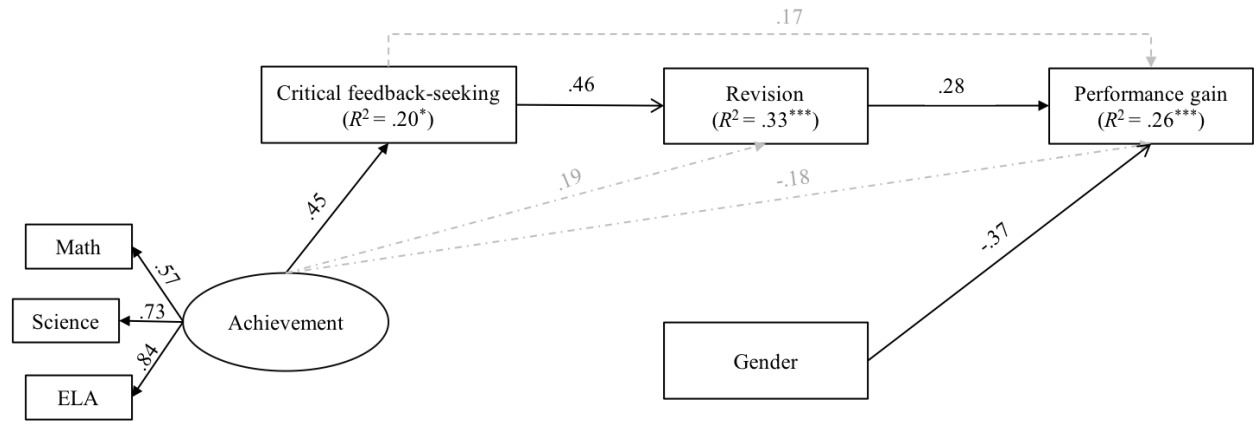 .17
Critical feedback-seeking
(R² = .20*)
.46
Revision
(R² = .33***)
.28
Performance gain
(R² = .26***)
.45
.19
-.18
-.37
Math
.57
Science
.73
Achievement
.84
ELA
Gender